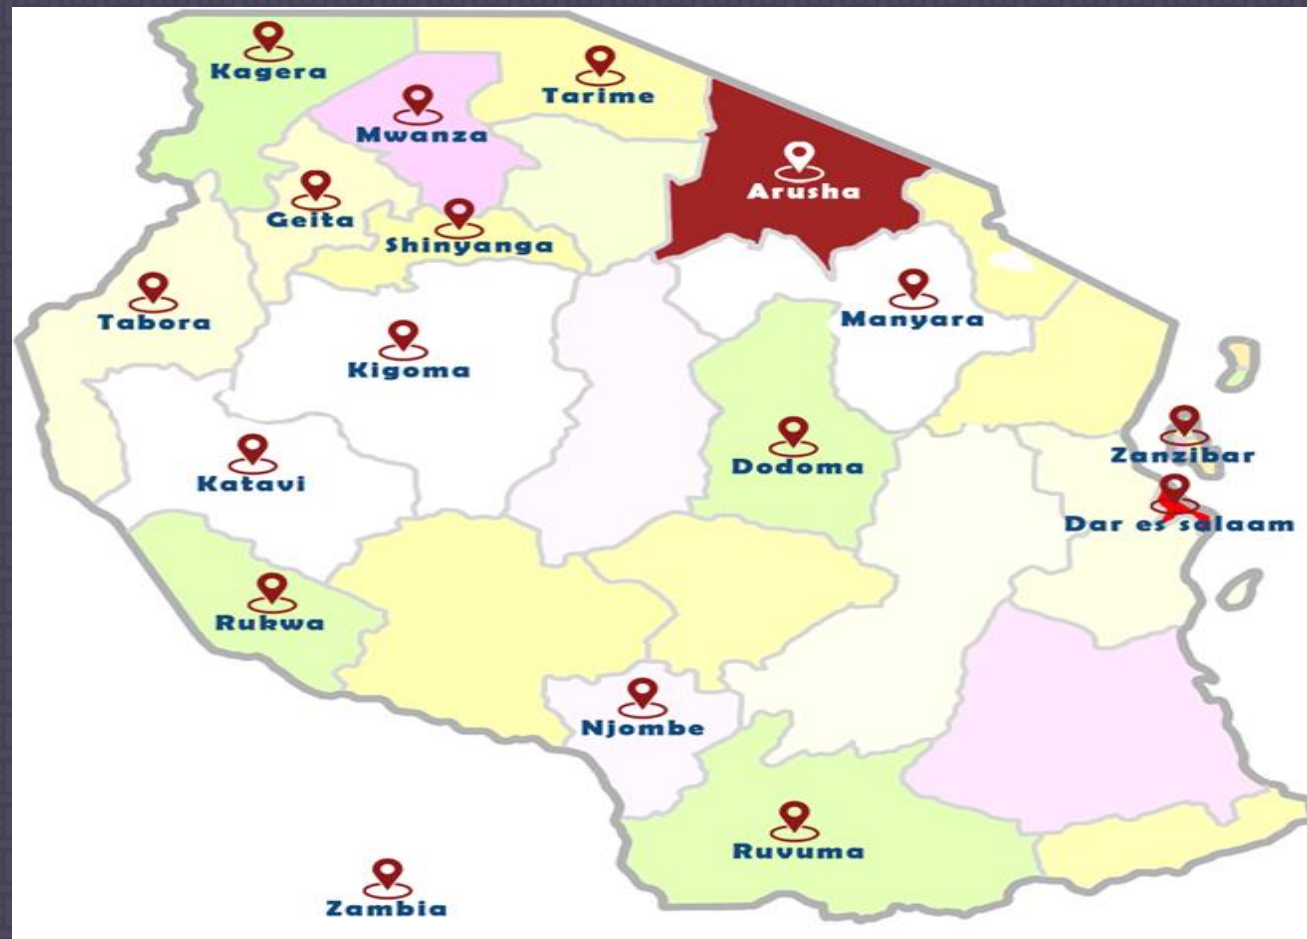 Kagera
Tarime
Mwanza
Arusha
Geita
Shinyanga
Tabora
Manyara
Kigoma
Zanzibar
Dodoma
Katavi
Dar es salaam
Rukwa
Njombe
Ruvuma
Zambia